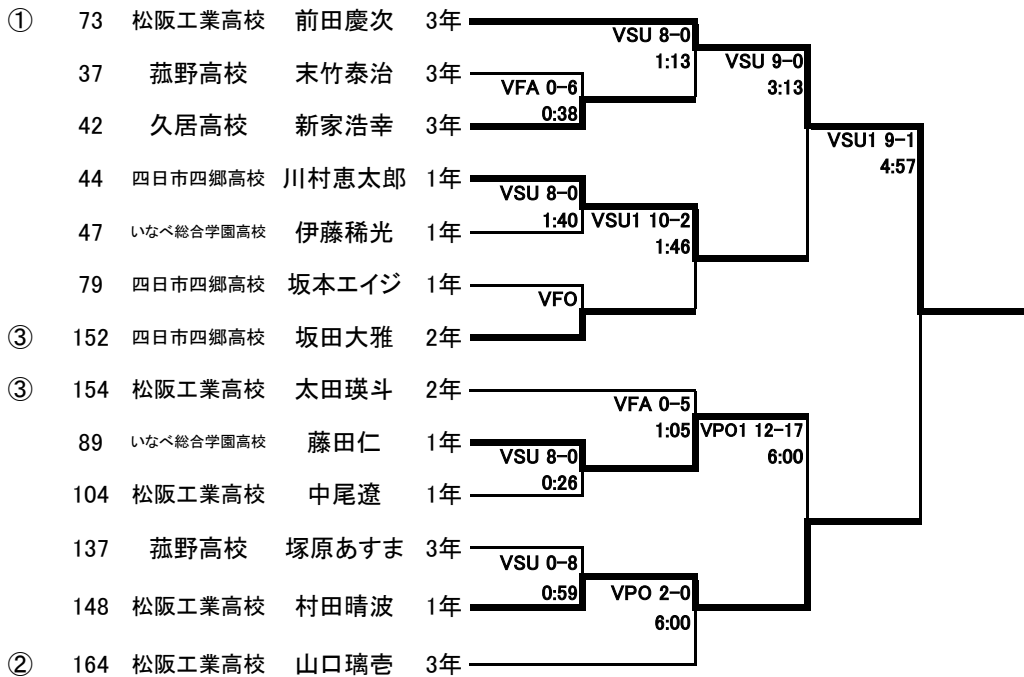 ① 73 松阪工業高校 前田慶次 3年
VSU 8-0
1:13
VSU 9-0
3:13
37 菰野高校 末竹泰治 3年
VFA 0-6
0:38
42 久居高校 新家浩幸 3年
VSU1 9-1
4:57
44 四日市四郷高校 川村恵太郎 1年
VSU 8-0
1:40
VSU1 10-2
1:46
47 いなべ総合学園高校 伊藤稀光 1年
79 四日市四郷高校 坂本エイジ 1年
VFO
③ 152 四日市四郷高校 坂田大雅 2年
③ 154 松阪工業高校 太田瑛斗 2年
VFA 0-5
1:05
VPO1 12-17
6:00
89 いなべ総合学園高校 藤田仁 1年
VSU 8-0
0:26
104 松阪工業高校 中尾遼 1年
137 菰野高校 塚原あすま 3年
VSU 0-8
0:59
VPO 2-0
6:00
148 松阪工業高校 村田晴波 1年
② 164 松阪工業高校 山口璃壱 3年